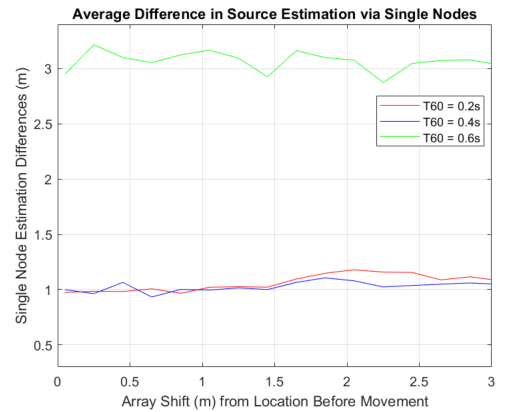 Average Difference in Source Estimation via Single Nodes
Single Node Estimation Differences (m)
3
2.5
2
1.5
1
0.5
T60 = 0.2s
T60 = 0.4s
T60 = 0.6s
0 0.5 1 1.5 2 2.5 3
Array Shift (m) from Location Before Movement